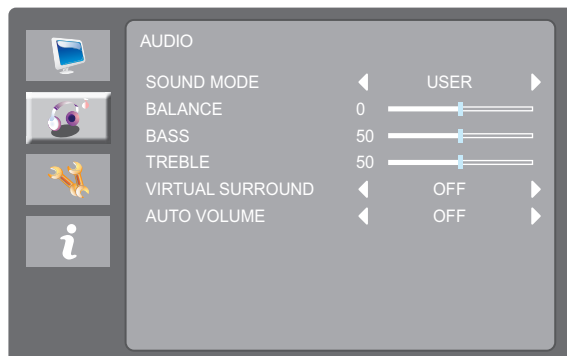 AUDIO
SOUND MODE USER
BALANCE 0
BASS 50
TREBLE 50
VIRTUAL SURROUND OFF
AUTO VOLUME OFF
i